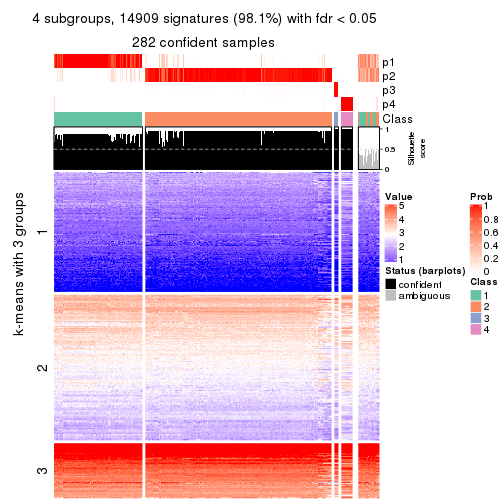 4 subgroups, 14909 signatures (98.1%) with fdr < 0.05
282 confident samples
p1
p2
p3
p4
Class
1
0.5
0
Silhouette
score
k-means with 3 groups
1
2
3
Value
5
4
3
2
1
Status (barplots)
confident
ambiguous
Prob
1
0.8
0.6
0.4
0.2
0
Class
1
2
3
4